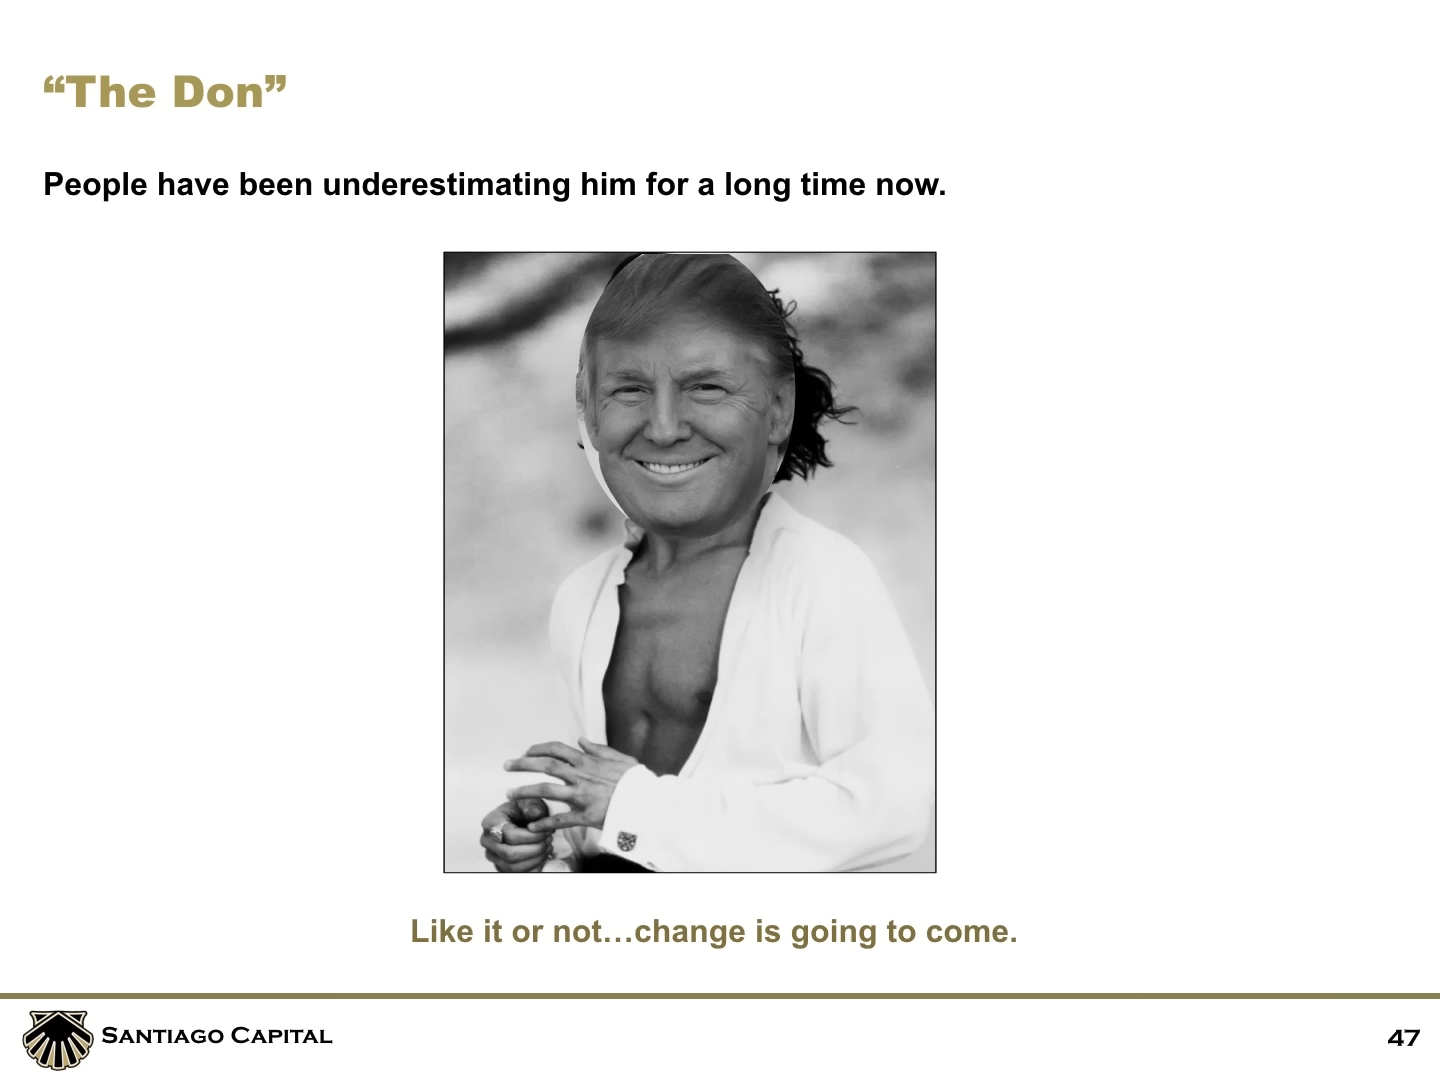 “The Don”
People have been underestimating him for a long time now.
Like it or not…change is going to come.
Santiago Capital
47